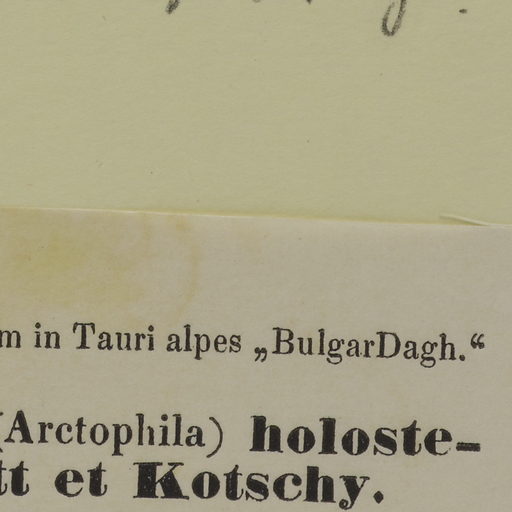 m in Tauri alpes „BulgarDagh.“
(Arctophila) holoste-
tt et Kotschy.